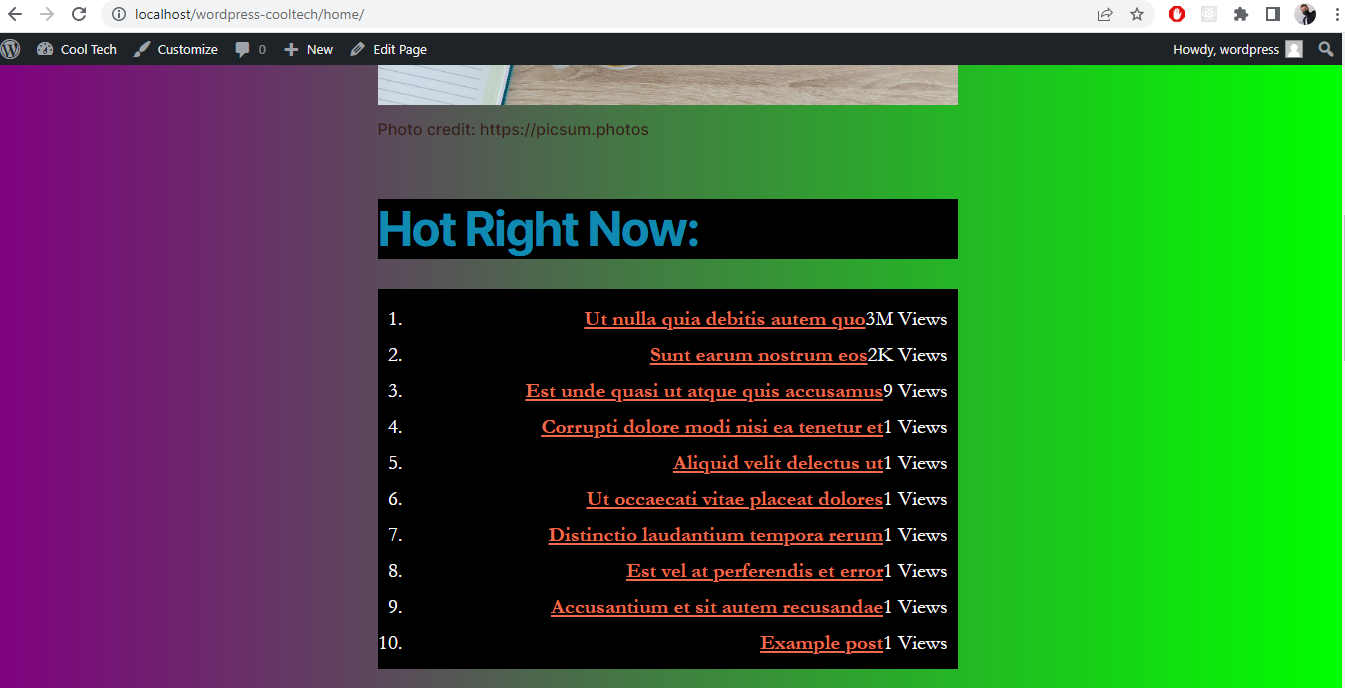 localhost/wordpress-cooltech/home/
Cool Tech Customize 0 New Edit Page Howdy, wordpress
Photo credit: https://picsum.photos
Hot Right Now:
1. Ut nulla quia debitis autem quo3M Views
2. Sunt earum nostrum eos2K Views
3. Est unde quasi ut atque quis accusamus9 Views
4. Corrupti dolore modi nisi ea tenetur et1 Views
5. Aliquid velit delectus ut1 Views
6. Ut occaecati vitae placeat dolores1 Views
7. Distinctio laudantium tempora rerum1 Views
8. Est vel at perferendis et error1 Views
9. Accusantium et sit autem recusandae1 Views
10. Example post1 Views